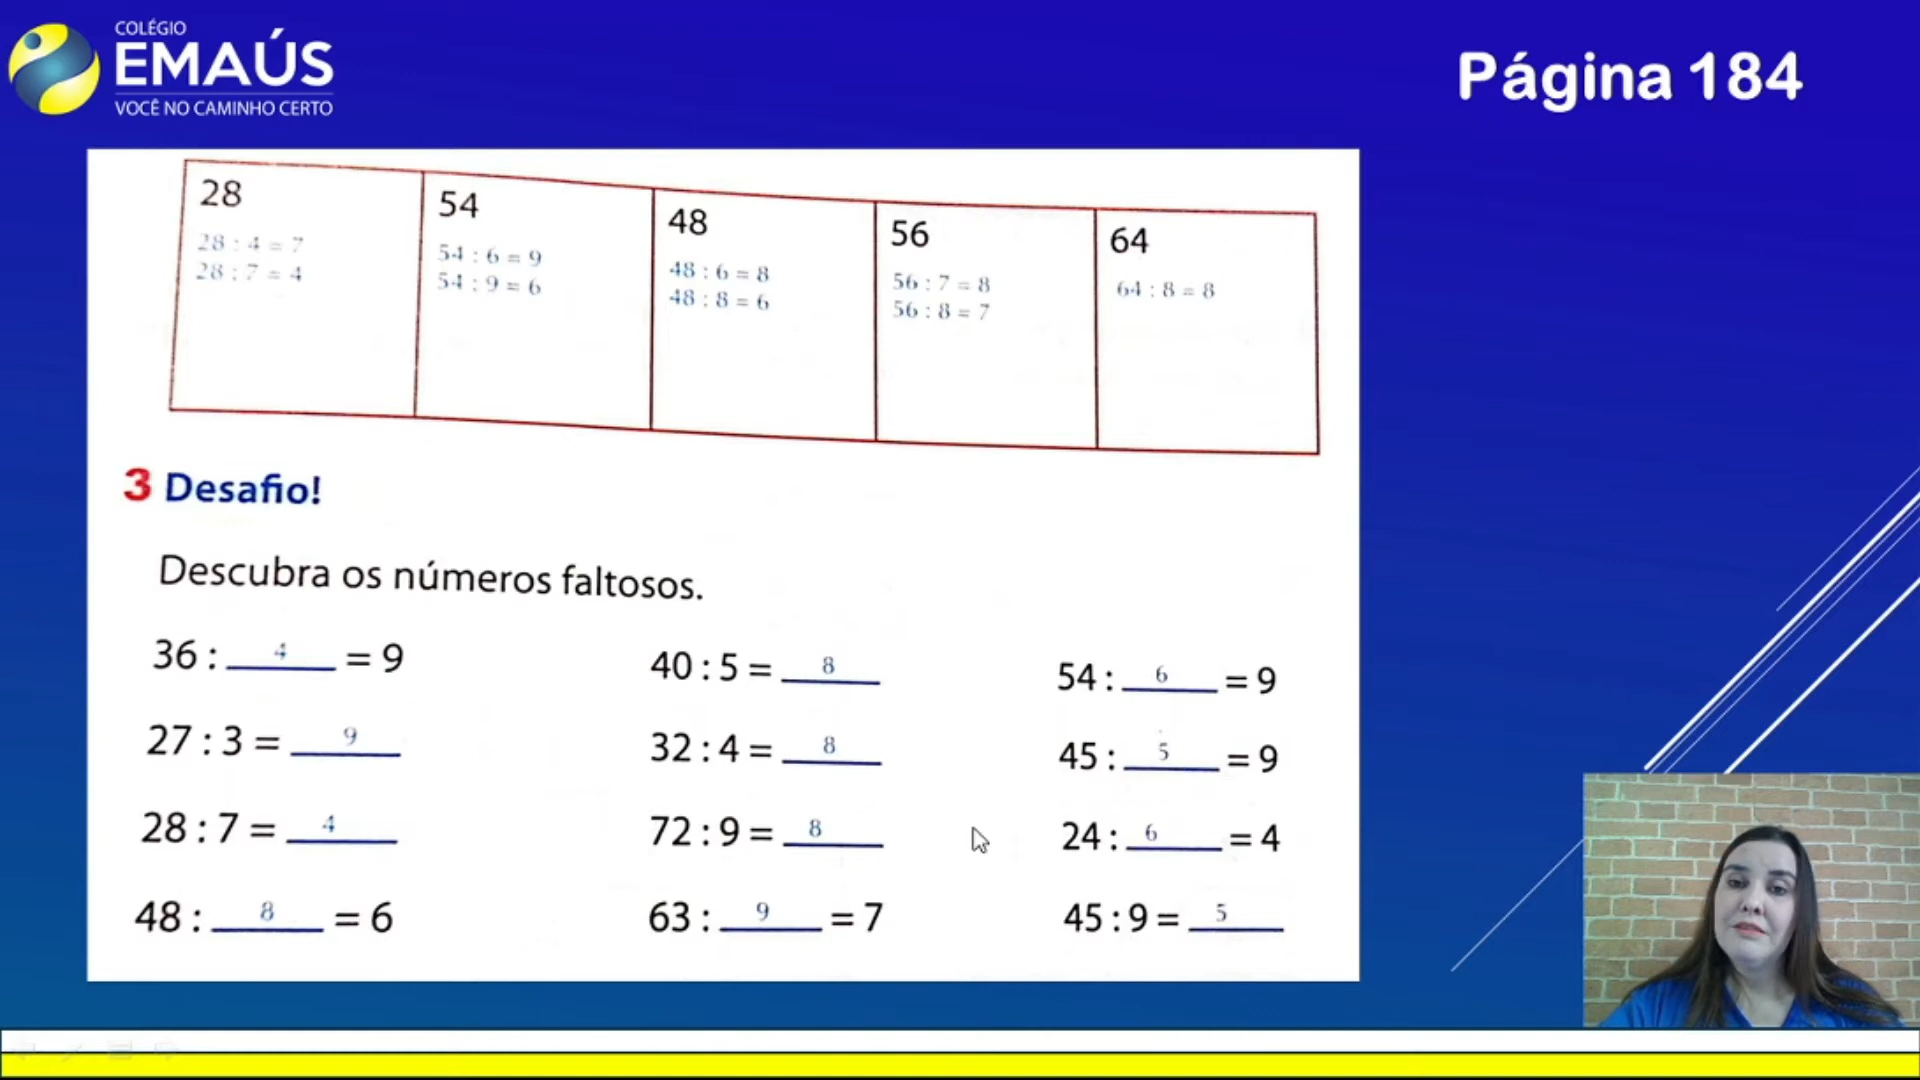 COLÉGIO
EMAÚS
VOCÊ NO CAMINHO CERTO
Página 184
28
28 : 4 = 7
28 : 7 = 4
54
54 : 6 = 9
54 : 9 = 6
48
48 : 6 = 8
48 : 8 = 6
56
56 : 7 = 8
56 : 8 = 7
64
64 : 8 = 8
3 Desafio!
Descubra os números faltosos.
36 : 4 = 9
27 : 3 = 9
28 : 7 = 4
48 : 8 = 6
40 : 5 = 8
32 : 4 = 8
72 : 9 = 8
63 : 9 = 7
54 : 6 = 9
45 : 5 = 9
24 : 6 = 4
45 : 9 = 5